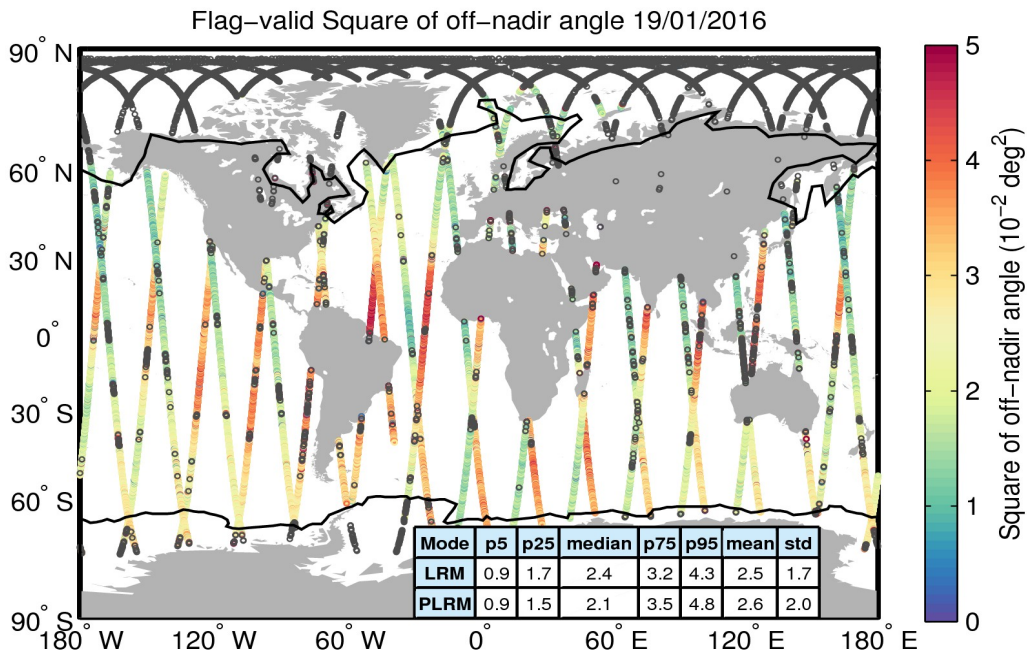 Flag-valid Square of off-nadir angle 19/01/2016
90° N
60° N
30° N
0°
30° S
60° S
90° S
180° W
120° W
60° W
0°
60° E
120° E
180° E
Mode p5 p25 median p75 p95 mean std
LRM 0.9 1.7 2.4 3.2 4.3 2.5 1.7
PLRM 0.9 1.5 2.1 3.5 4.8 2.6 2.0
5
4
3
2
1
0
Square of off-nadir angle (10⁻² deg²)